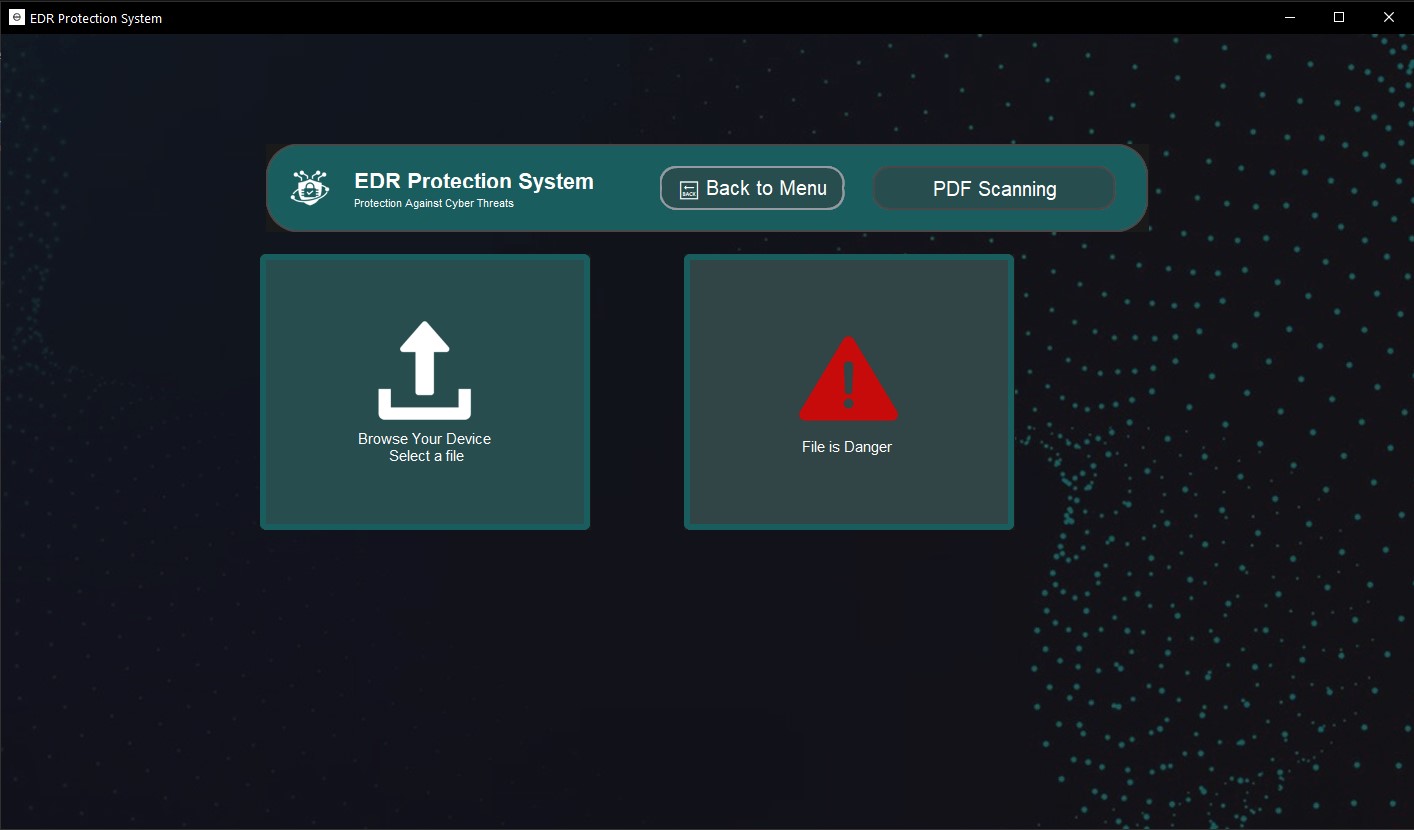 EDR Protection System
EDR Protection System
Protection Against Cyber Threats
BACK
Back to Menu
PDF Scanning
Browse Your Device
Select a file
File is Danger